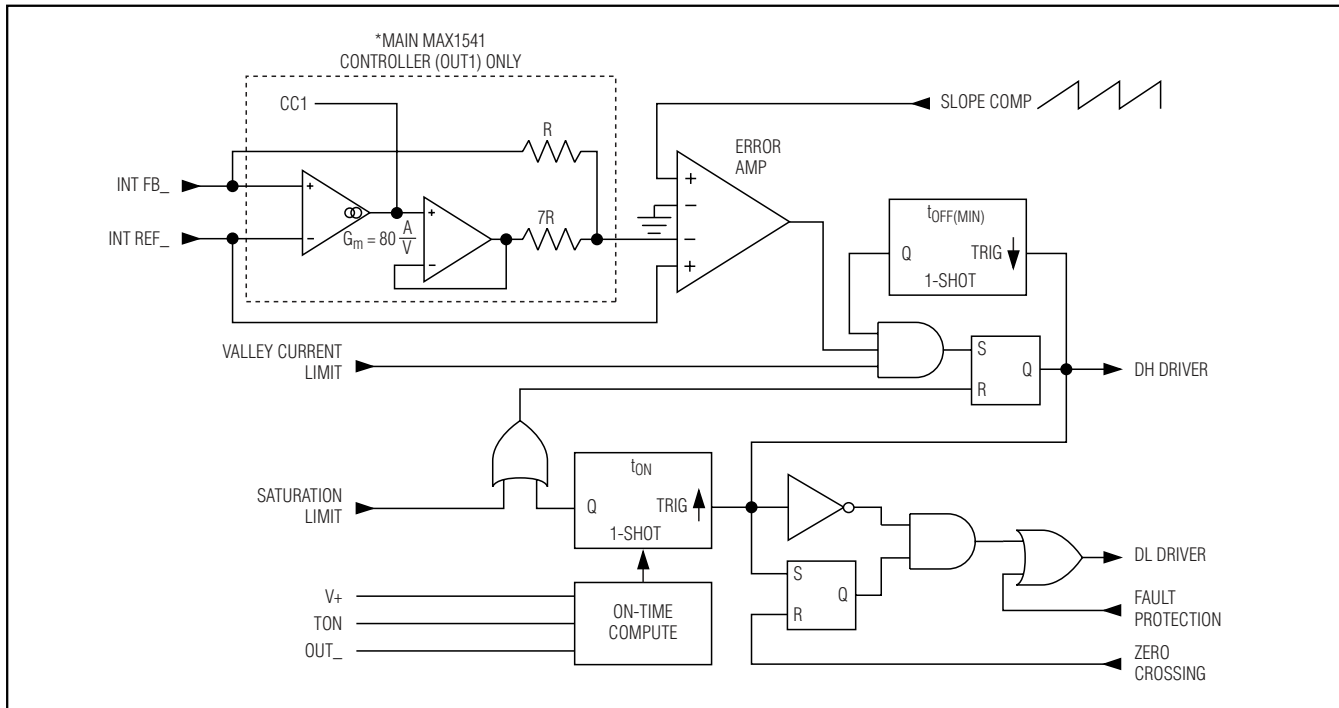 *MAIN MAX1541
CONTROLLER (OUT1) ONLY
CC1
SLOPE COMP
R
ERROR
AMP
INT FB_
+
+
+
−
7R
tOFF(MIN)
INT REF_
−
Gm = 80 A/V
−
−
+
Q
TRIG
1-SHOT
VALLEY CURRENT
LIMIT
S
Q
R
DH DRIVER
tON
SATURATION
LIMIT
Q
TRIG
1-SHOT
DL DRIVER
V+
TON
OUT_
ON-TIME
COMPUTE
S
Q
R
FAULT
PROTECTION
ZERO
CROSSING